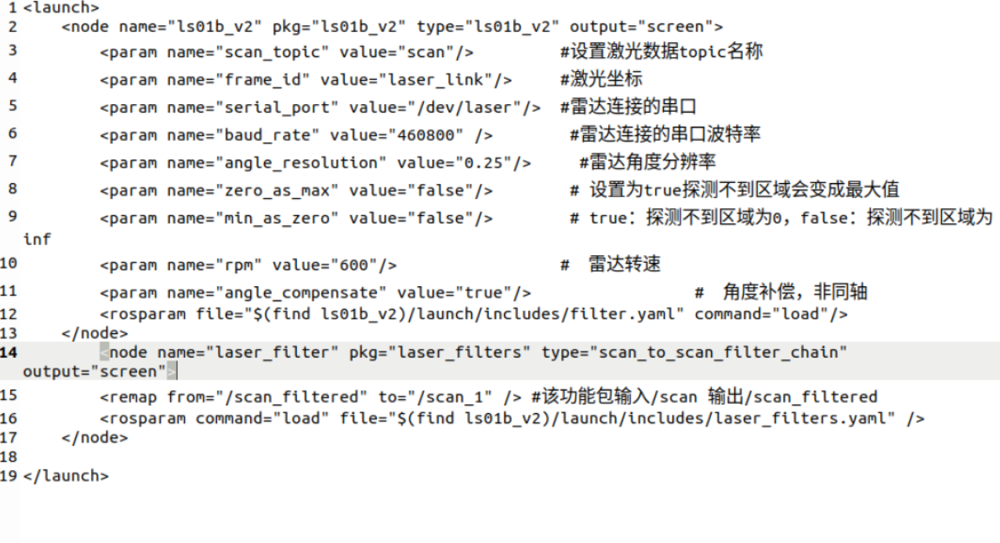 1 <launch>
2     <node name="ls01b_v2" pkg="ls01b_v2" type="ls01b_v2" output="screen">
3         <param name="scan_topic" value="scan"/>         #设置激光数据topic名称
4         <param name="frame_id" value="laser_link"/>     #激光坐标
5         <param name="serial_port" value="/dev/laser"/>  #雷达连接的串口
6         <param name="baud_rate" value="460800" />        #雷达连接的串口波特率
7         <param name="angle_resolution" value="0.25"/>     #雷达角度分辨率
8         <param name="zero_as_max" value="false"/>        # 设置为true探测不到区域会变成最大值
9         <param name="min_as_zero" value="false"/>        # true：探测不到区域为0，false：探测不到区域为
inf
10         <param name="rpm" value="600"/>                 #  雷达转速
11         <param name="angle_compensate" value="true"/>                 #  角度补偿，非同轴
12         <rosparam file="$(find ls01b_v2)/launch/includes/filter.yaml" command="load"/>
13     </node>
14         <node name="laser_filter" pkg="laser_filters" type="scan_to_scan_filter_chain"
output="screen">
15         <remap from="/scan_filtered" to="/scan_1" /> #该功能包输入/scan 输出/scan_filtered
16         <rosparam command="load" file="$(find ls01b_v2)/launch/includes/laser_filters.yaml" />
17     </node>
18
19 </launch>